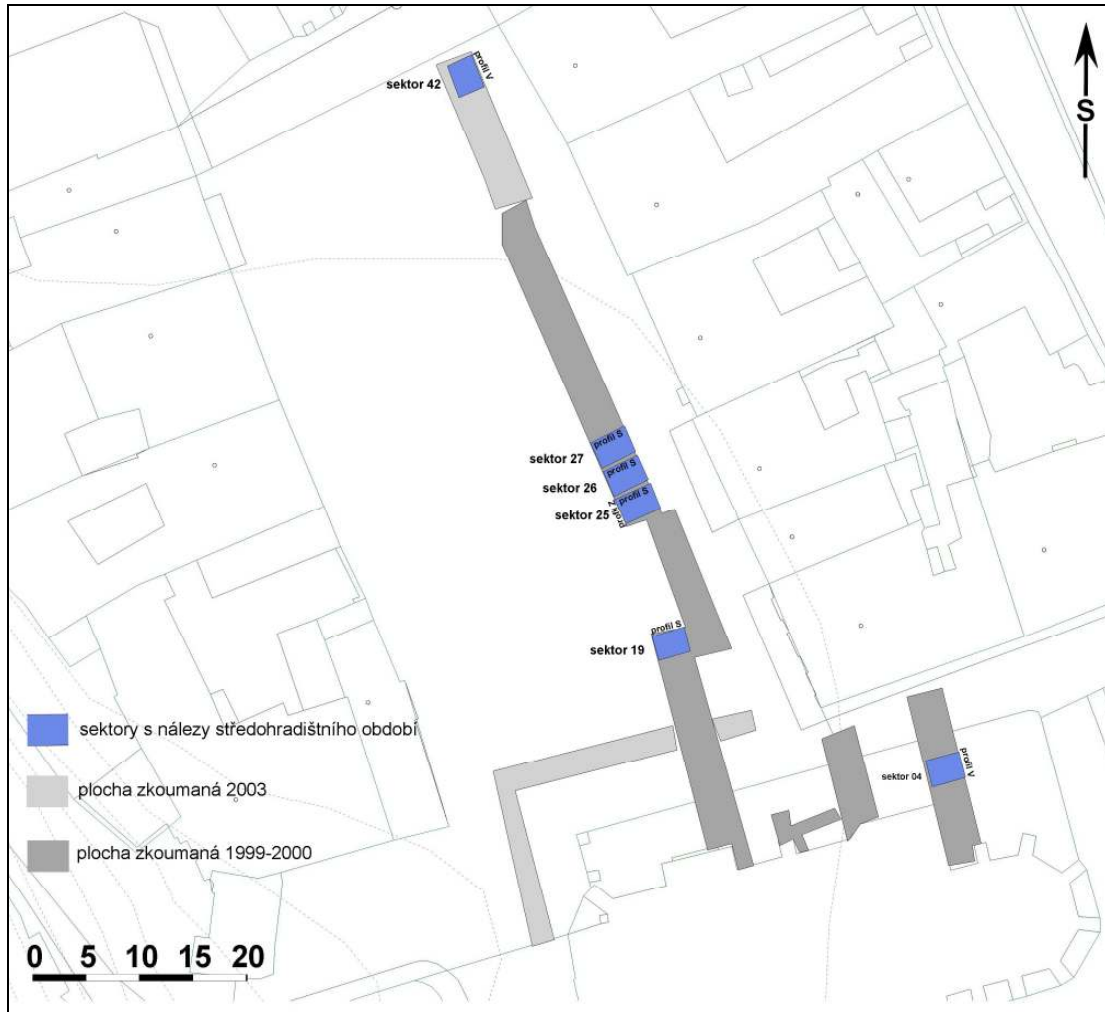 profil V
sektor 42
S
profil S
sektor 27
profil S
sektor 26
profil S
sektor 25
profil Z
profil S
sektor 19
profil V
sektor 04
sektory s nálezy středohradištního období
plocha zkoumaná 2003
plocha zkoumaná 1999-2000
0 5 10 15 20